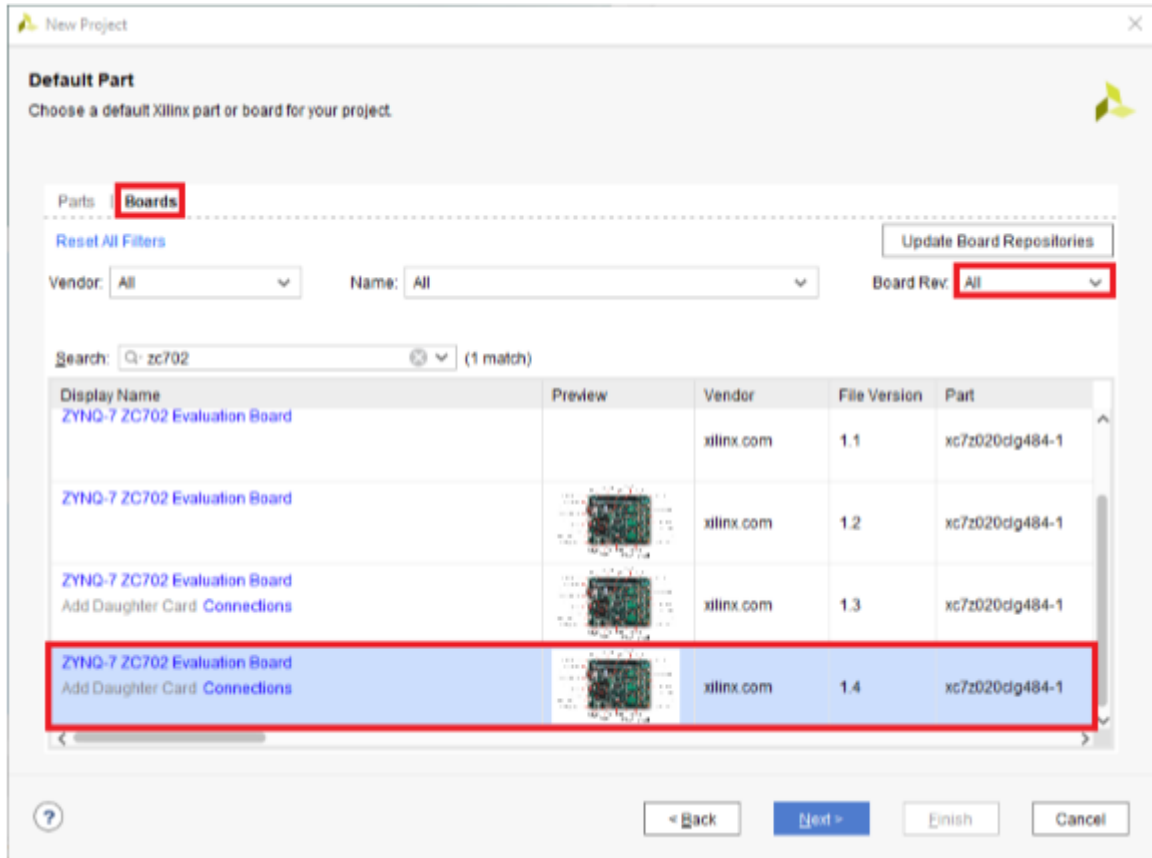 New Project
Default Part
Choose a default Xilinx part or board for your project.
Parts | Boards
Reset All Filters
Update Board Repositories
Vendor: All Name: All Board Rev: All
Search: zc702 (1 match)
Display Name Preview Vendor File Version Part
ZYNQ-7 ZC702 Evaluation Board
xilinx.com 1.1 xc7z020clg484-1
ZYNQ-7 ZC702 Evaluation Board
xilinx.com 1.2 xc7z020clg484-1
ZYNQ-7 ZC702 Evaluation Board
Add Daughter Card Connections xilinx.com 1.3 xc7z020clg484-1
ZYNQ-7 ZC702 Evaluation Board
Add Daughter Card Connections xilinx.com 1.4 xc7z020clg484-1
? < Back Next > Finish Cancel